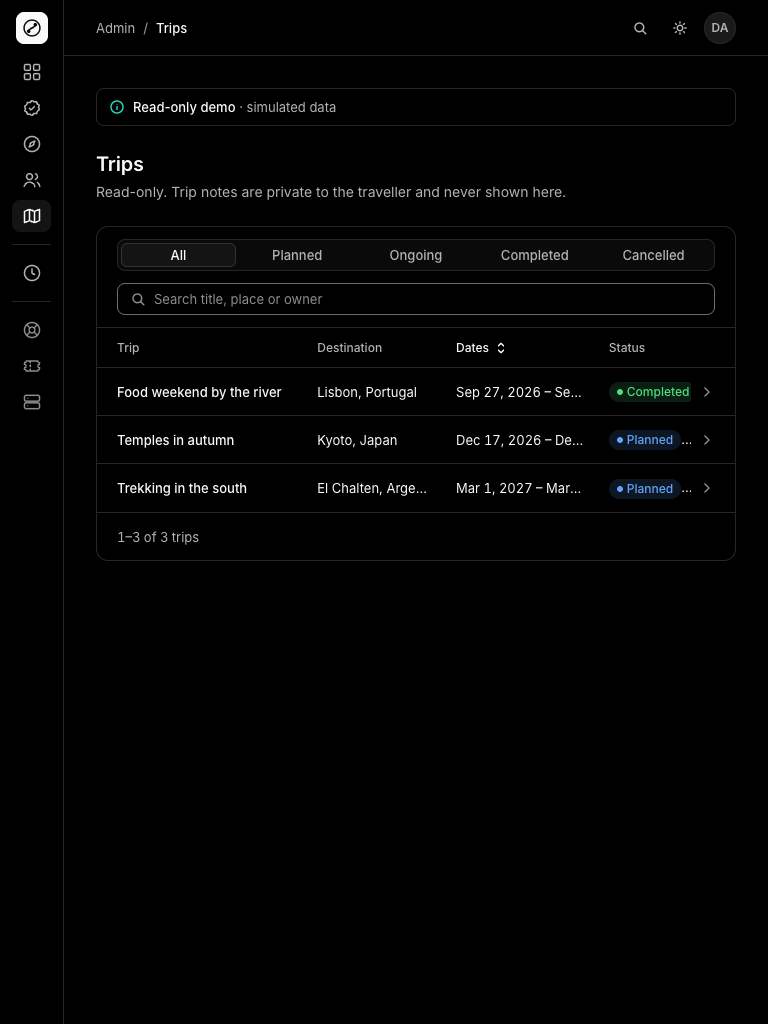 Admin / Trips
DA
Read-only demo · simulated data
Trips
Read-only. Trip notes are private to the traveller and never shown here.
All Planned Ongoing Completed Cancelled
Search title, place or owner
Trip Destination Dates Status
Food weekend by the river Lisbon, Portugal Sep 27, 2026 – Se... Completed
Temples in autumn Kyoto, Japan Dec 17, 2026 – De... Planned ...
Trekking in the south El Chalten, Arge... Mar 1, 2027 – Mar... Planned ...
1–3 of 3 trips